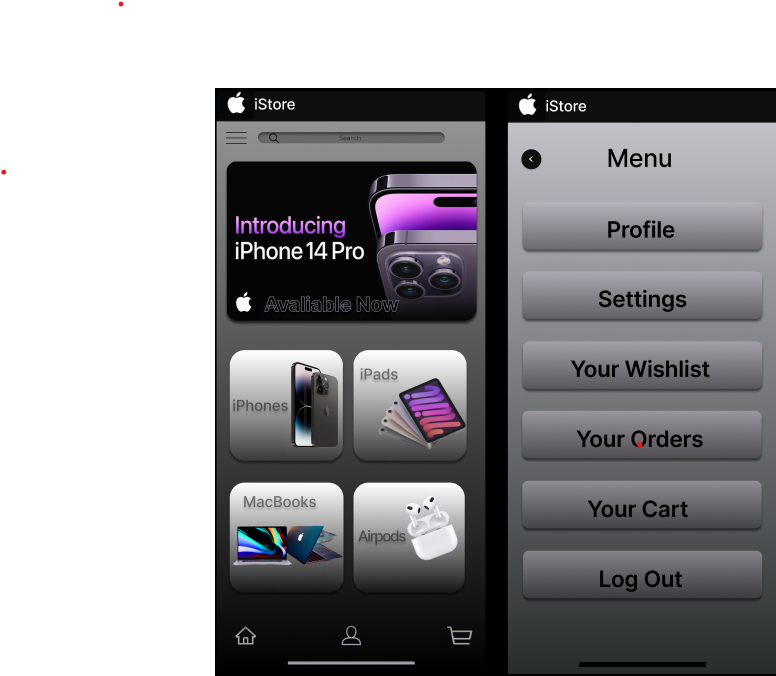 iStore
Search
Introducing
iPhone 14 Pro
Avaliable Now
iPhones
iPads
MacBooks
Airpods
iStore
Menu
Profile
Settings
Your Wishlist
Your Orders
Your Cart
Log Out